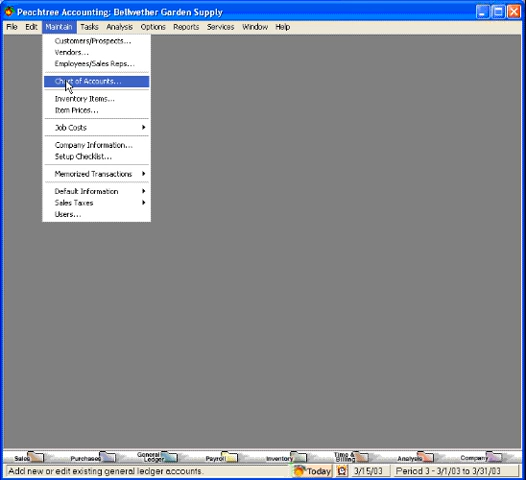 Peachtree Accounting: Bellwether Garden Supply
File Edit Maintain Tasks Analysis Options Reports Services Window Help
Customers/Prospects...
Vendors...
Employees/Sales Reps...
Chart of Accounts...
Inventory Items...
Item Prices...
Job Costs
Company Information...
Setup Checklist...
Memorized Transactions
Default Information
Sales Taxes
Users...
Sales Purchases General Ledger Payroll Inventory Time & Billing Analysis Company
Add new or edit existing general ledger accounts. Today 3/15/03 Period 3 - 3/1/03 to 3/31/03